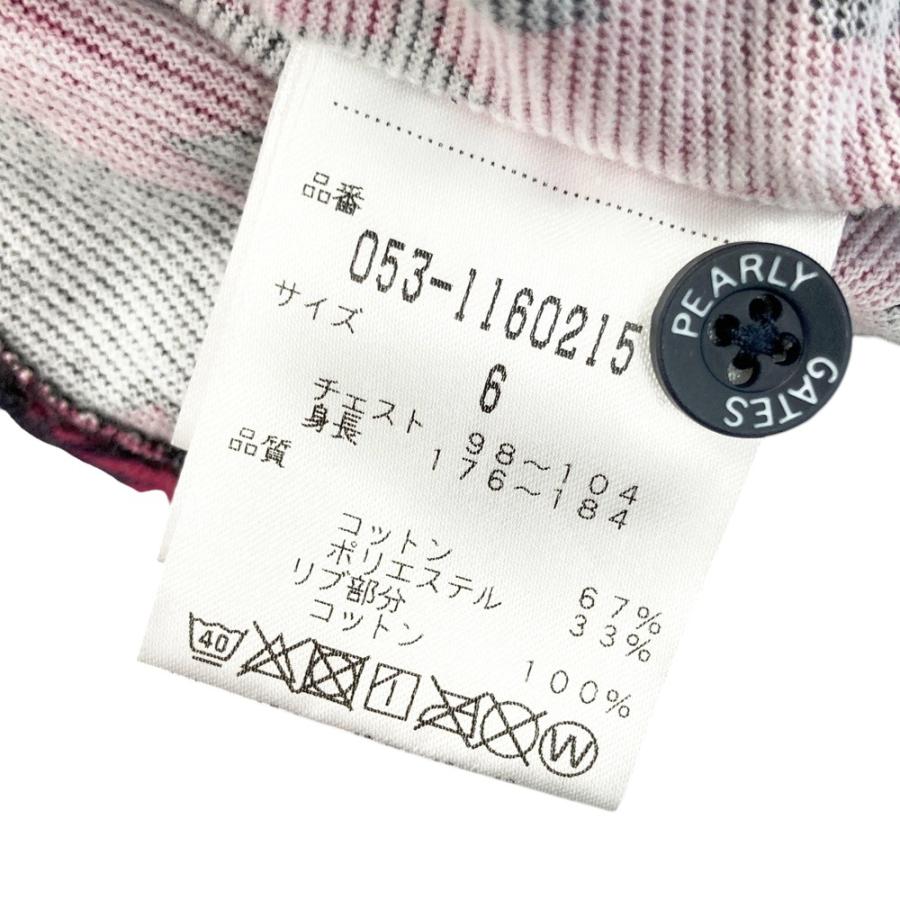 品番
053-1160215
サイズ
6
チェスト 98～104
身長 176～184
品質
コットン 67%
ポリエステル 33%
リブ部分
コットン 100%
40
W
PEARLY
GATES